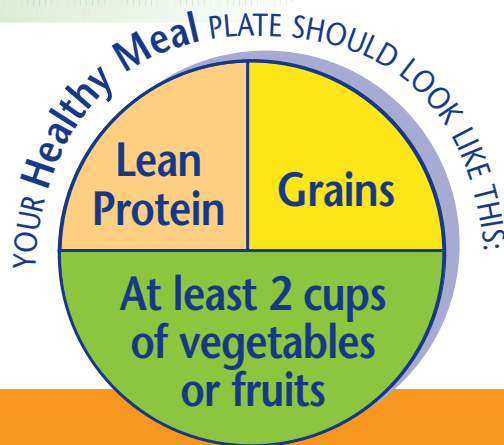 YOUR Healthy Meal PLATE SHOULD LOOK LIKE THIS:
Lean
Protein
Grains
At least 2 cups
of vegetables
or fruits